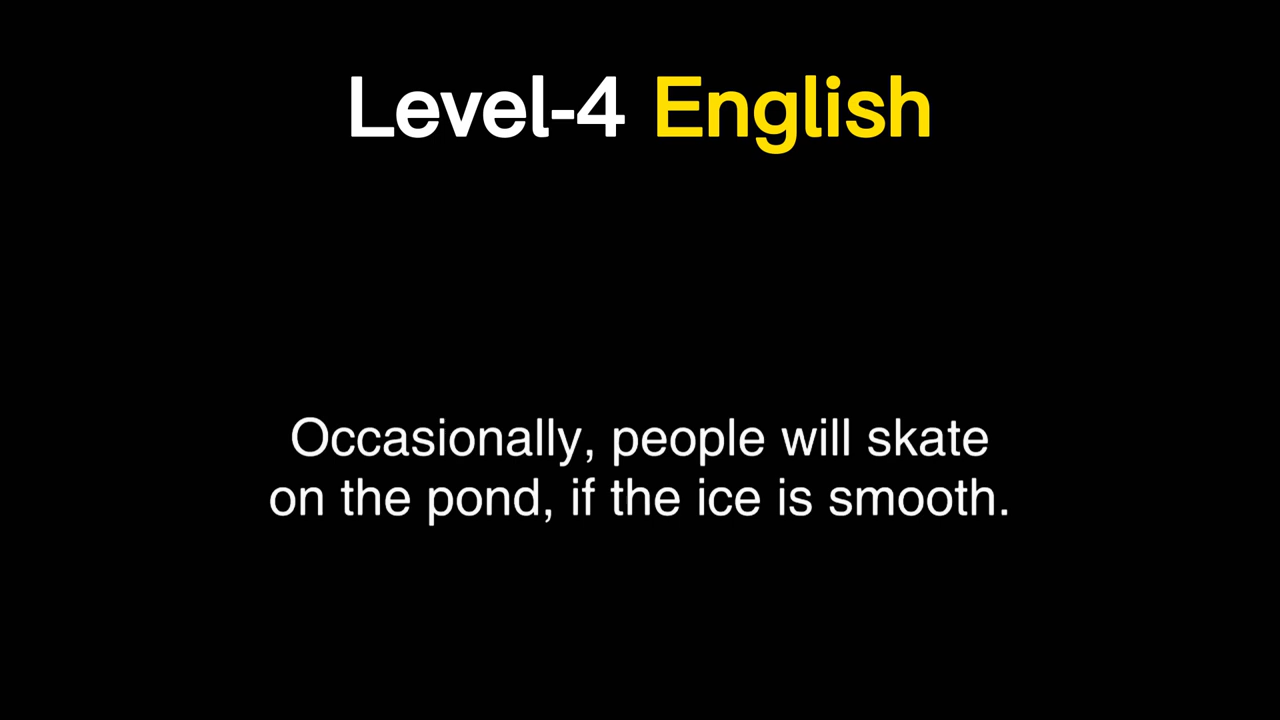 Level-4 English
Occasionally, people will skate
on the pond, if the ice is smooth.